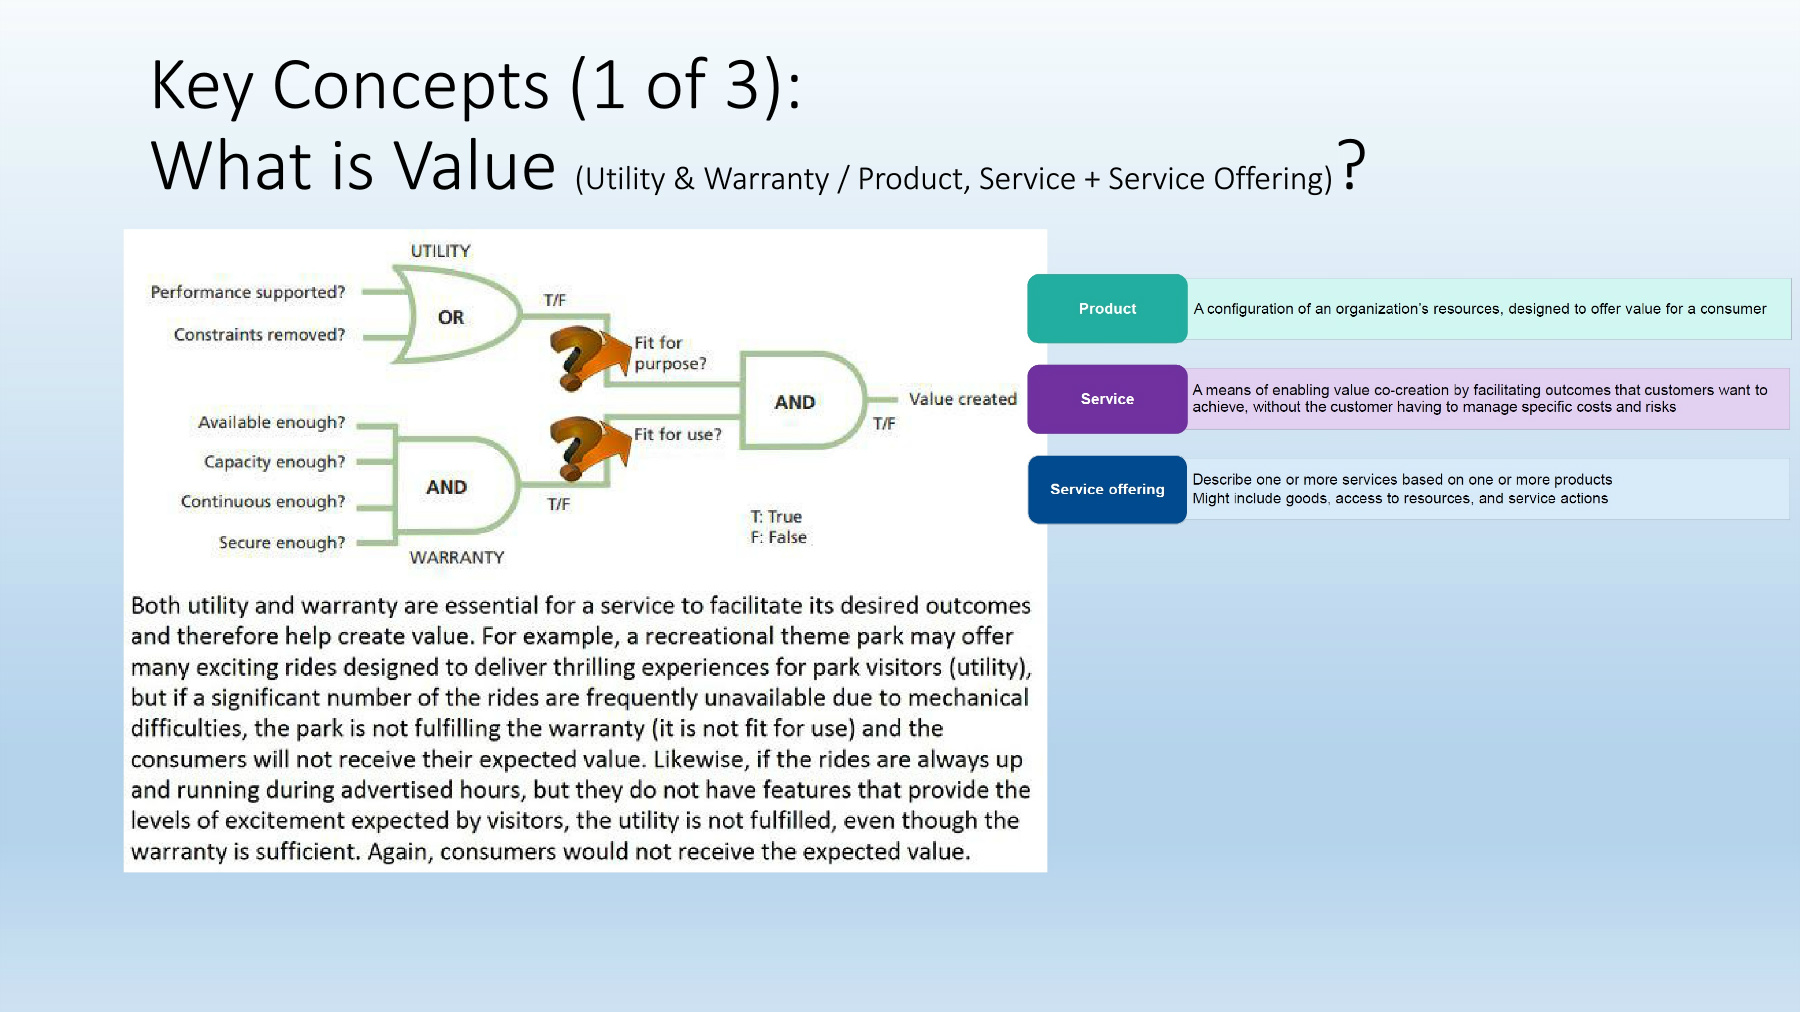 Key Concepts (1 of 3):
What is Value (Utility & Warranty / Product, Service + Service Offering)?
UTILITY
Performance supported?
Constraints removed?
OR
T/F
Fit for
purpose?
Available enough?
Capacity enough?
Continuous enough?
Secure enough?
AND
WARRANTY
T/F
Fit for use?
AND
Value created
T/F
T: True
F: False
Both utility and warranty are essential for a service to facilitate its desired outcomes
and therefore help create value. For example, a recreational theme park may offer
many exciting rides designed to deliver thrilling experiences for park visitors (utility),
but if a significant number of the rides are frequently unavailable due to mechanical
difficulties, the park is not fulfilling the warranty (it is not fit for use) and the
consumers will not receive their expected value. Likewise, if the rides are always up
and running during advertised hours, but they do not have features that provide the
levels of excitement expected by visitors, the utility is not fulfilled, even though the
warranty is sufficient. Again, consumers would not receive the expected value.
Product
A configuration of an organization's resources, designed to offer value for a consumer
Service
A means of enabling value co-creation by facilitating outcomes that customers want to
achieve, without the customer having to manage specific costs and risks
Service offering
Describe one or more services based on one or more products
Might include goods, access to resources, and service actions